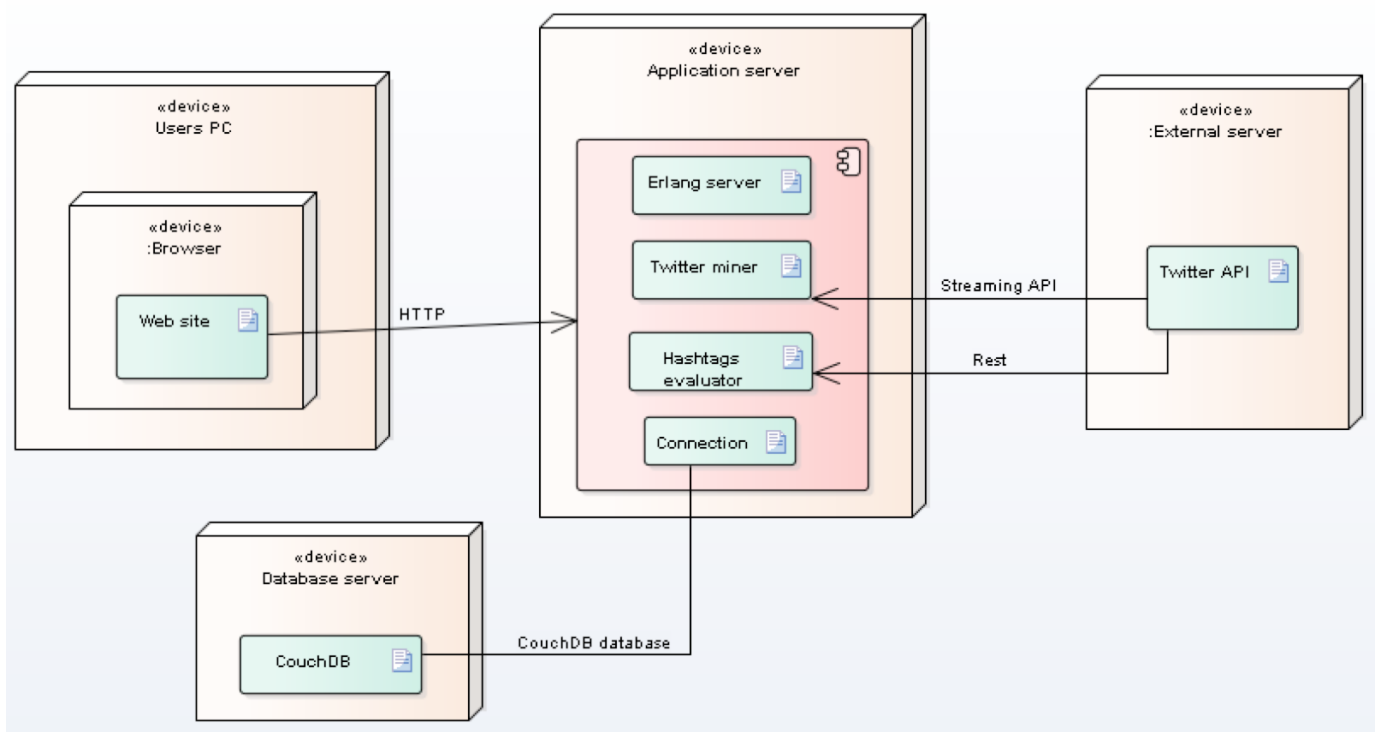 «device»
Users PC
«device»
:Browser
Web site
HTTP
«device»
Application server
Erlang server
Twitter miner
Hashtags
evaluator
Connection
Streaming API
Rest
«device»
:External server
Twitter API
«device»
Database server
CouchDB
CouchDB database